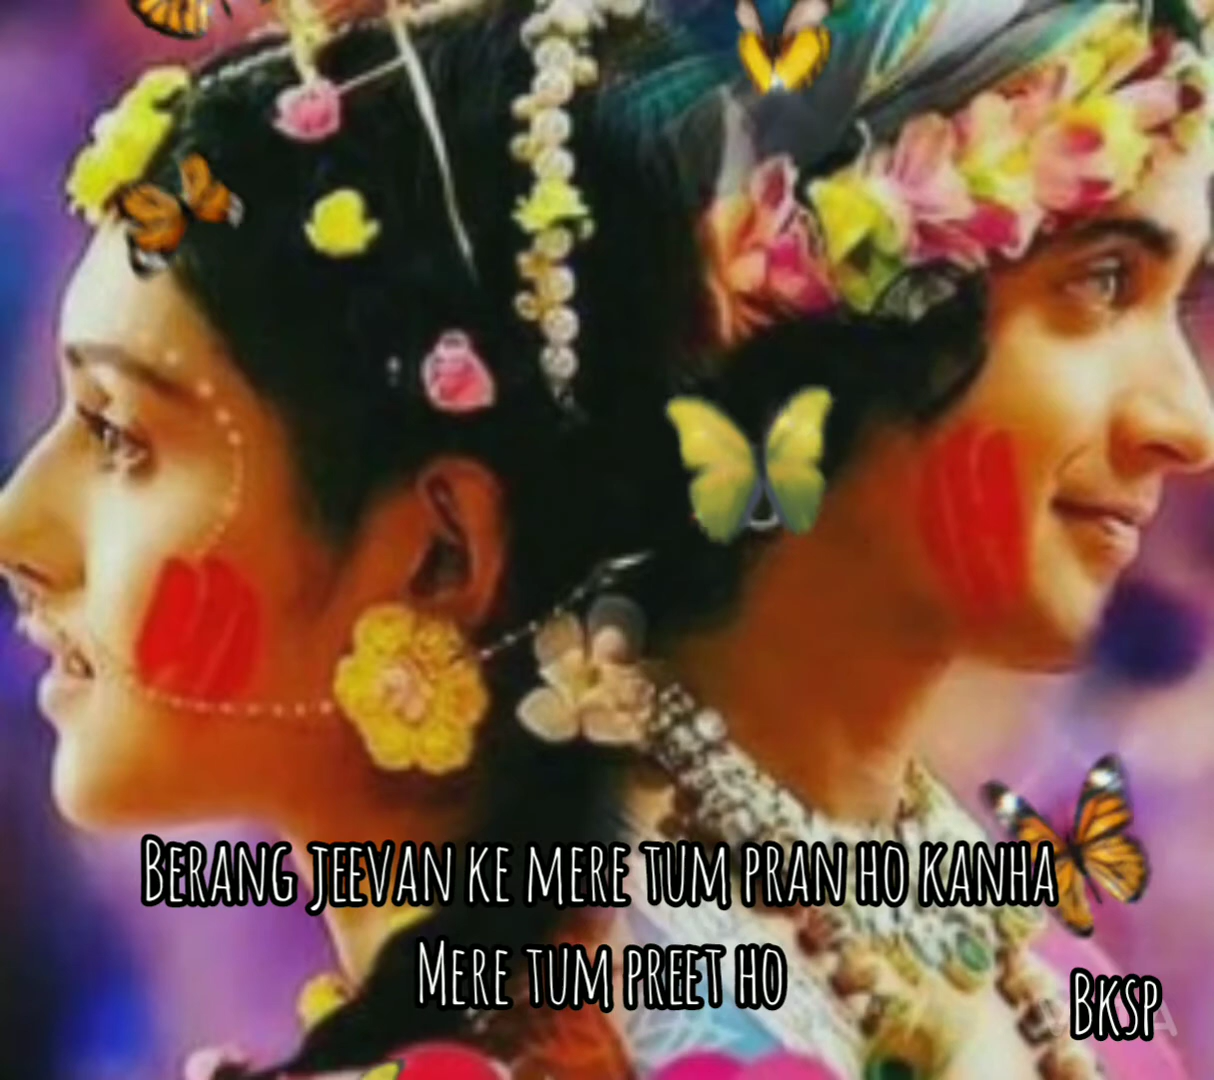 Berang jeevan ke mere tum pran ho kanha
Mere tum preet ho
Bksp